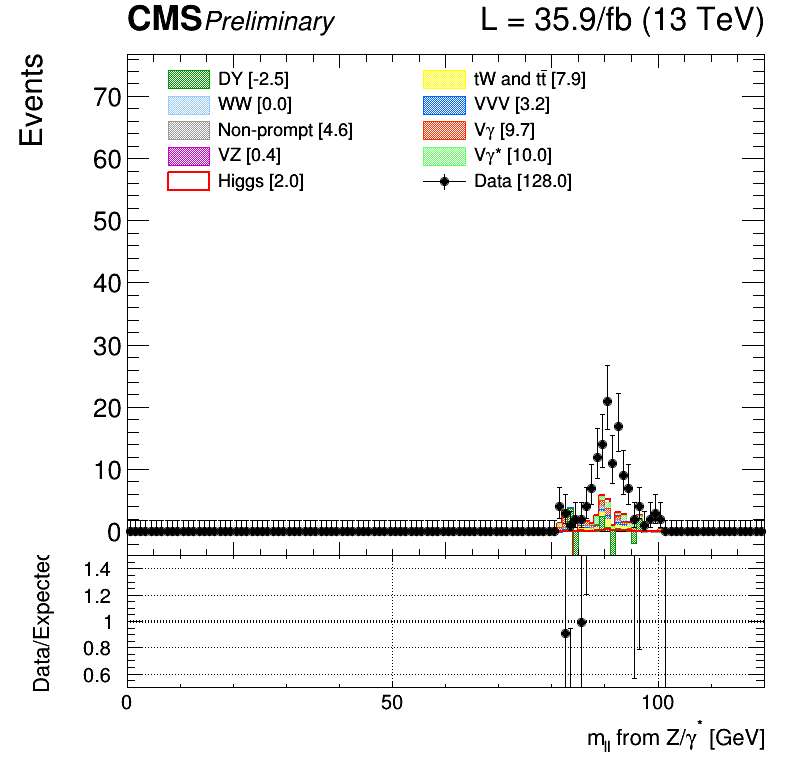 CMS Preliminary L = 35.9/fb (13 TeV)
Events
DY [-2.5] tW and tt̄ [7.9]
WW [0.0] VVV [3.2]
Non-prompt [4.6] Vγ [9.7]
VZ [0.4] Vγ* [10.0]
Higgs [2.0] Data [128.0]
70
60
50
40
30
20
10
0
Data/Expected
1.4
1.2
1
0.8
0.6
0 50 100
m_ll from Z/γ* [GeV]